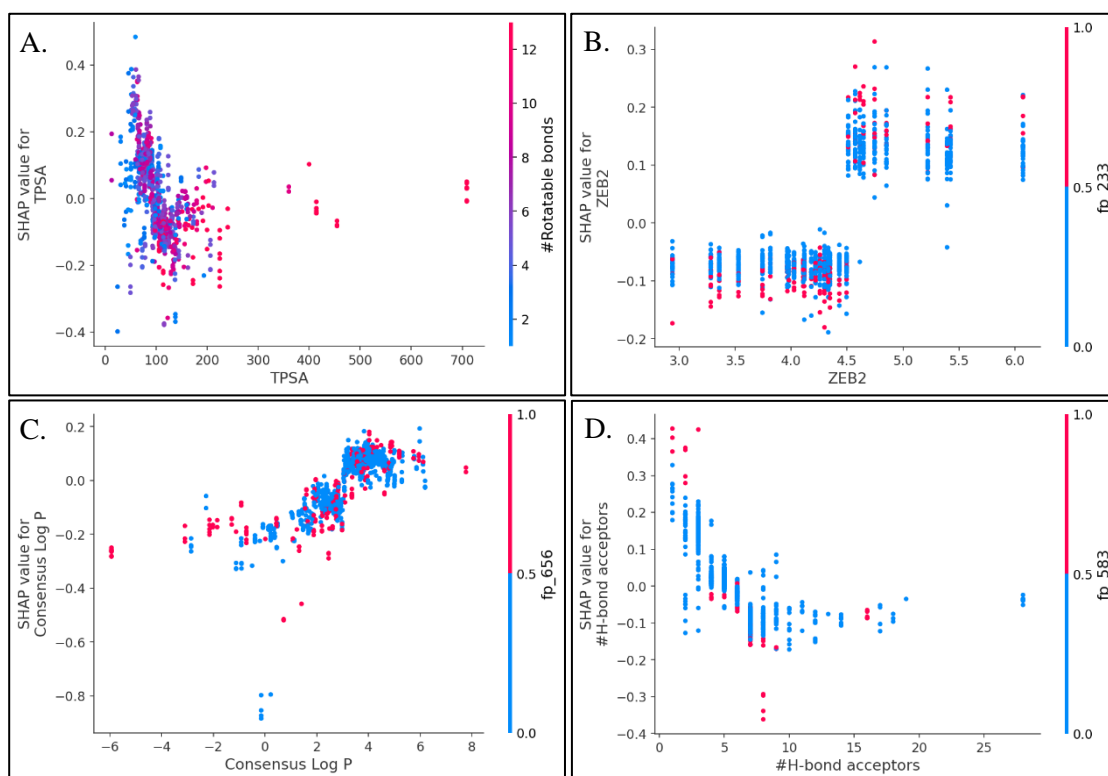 A.
0.4
0.2
0.0
−0.2
−0.4
SHAP value for
TPSA
0 100 200 300 400 500 600 700
TPSA
12
10
8
6
4
2
#Rotatable bonds
B.
0.3
0.2
0.1
0.0
−0.1
−0.2
SHAP value for
ZEB2
3.0 3.5 4.0 4.5 5.0 5.5 6.0
ZEB2
1.0
0.5
0.0
fp_233
C.
0.2
0.0
−0.2
−0.4
−0.6
−0.8
SHAP value for
Consensus Log P
−6 −4 −2 0 2 4 6 8
Consensus Log P
1.0
0.5
0.0
fp_656
D.
0.4
0.3
0.2
0.1
0.0
−0.1
−0.2
−0.3
−0.4
SHAP value for
#H-bond acceptors
0 5 10 15 20 25
#H-bond acceptors
1.0
0.5
0.0
fp_583